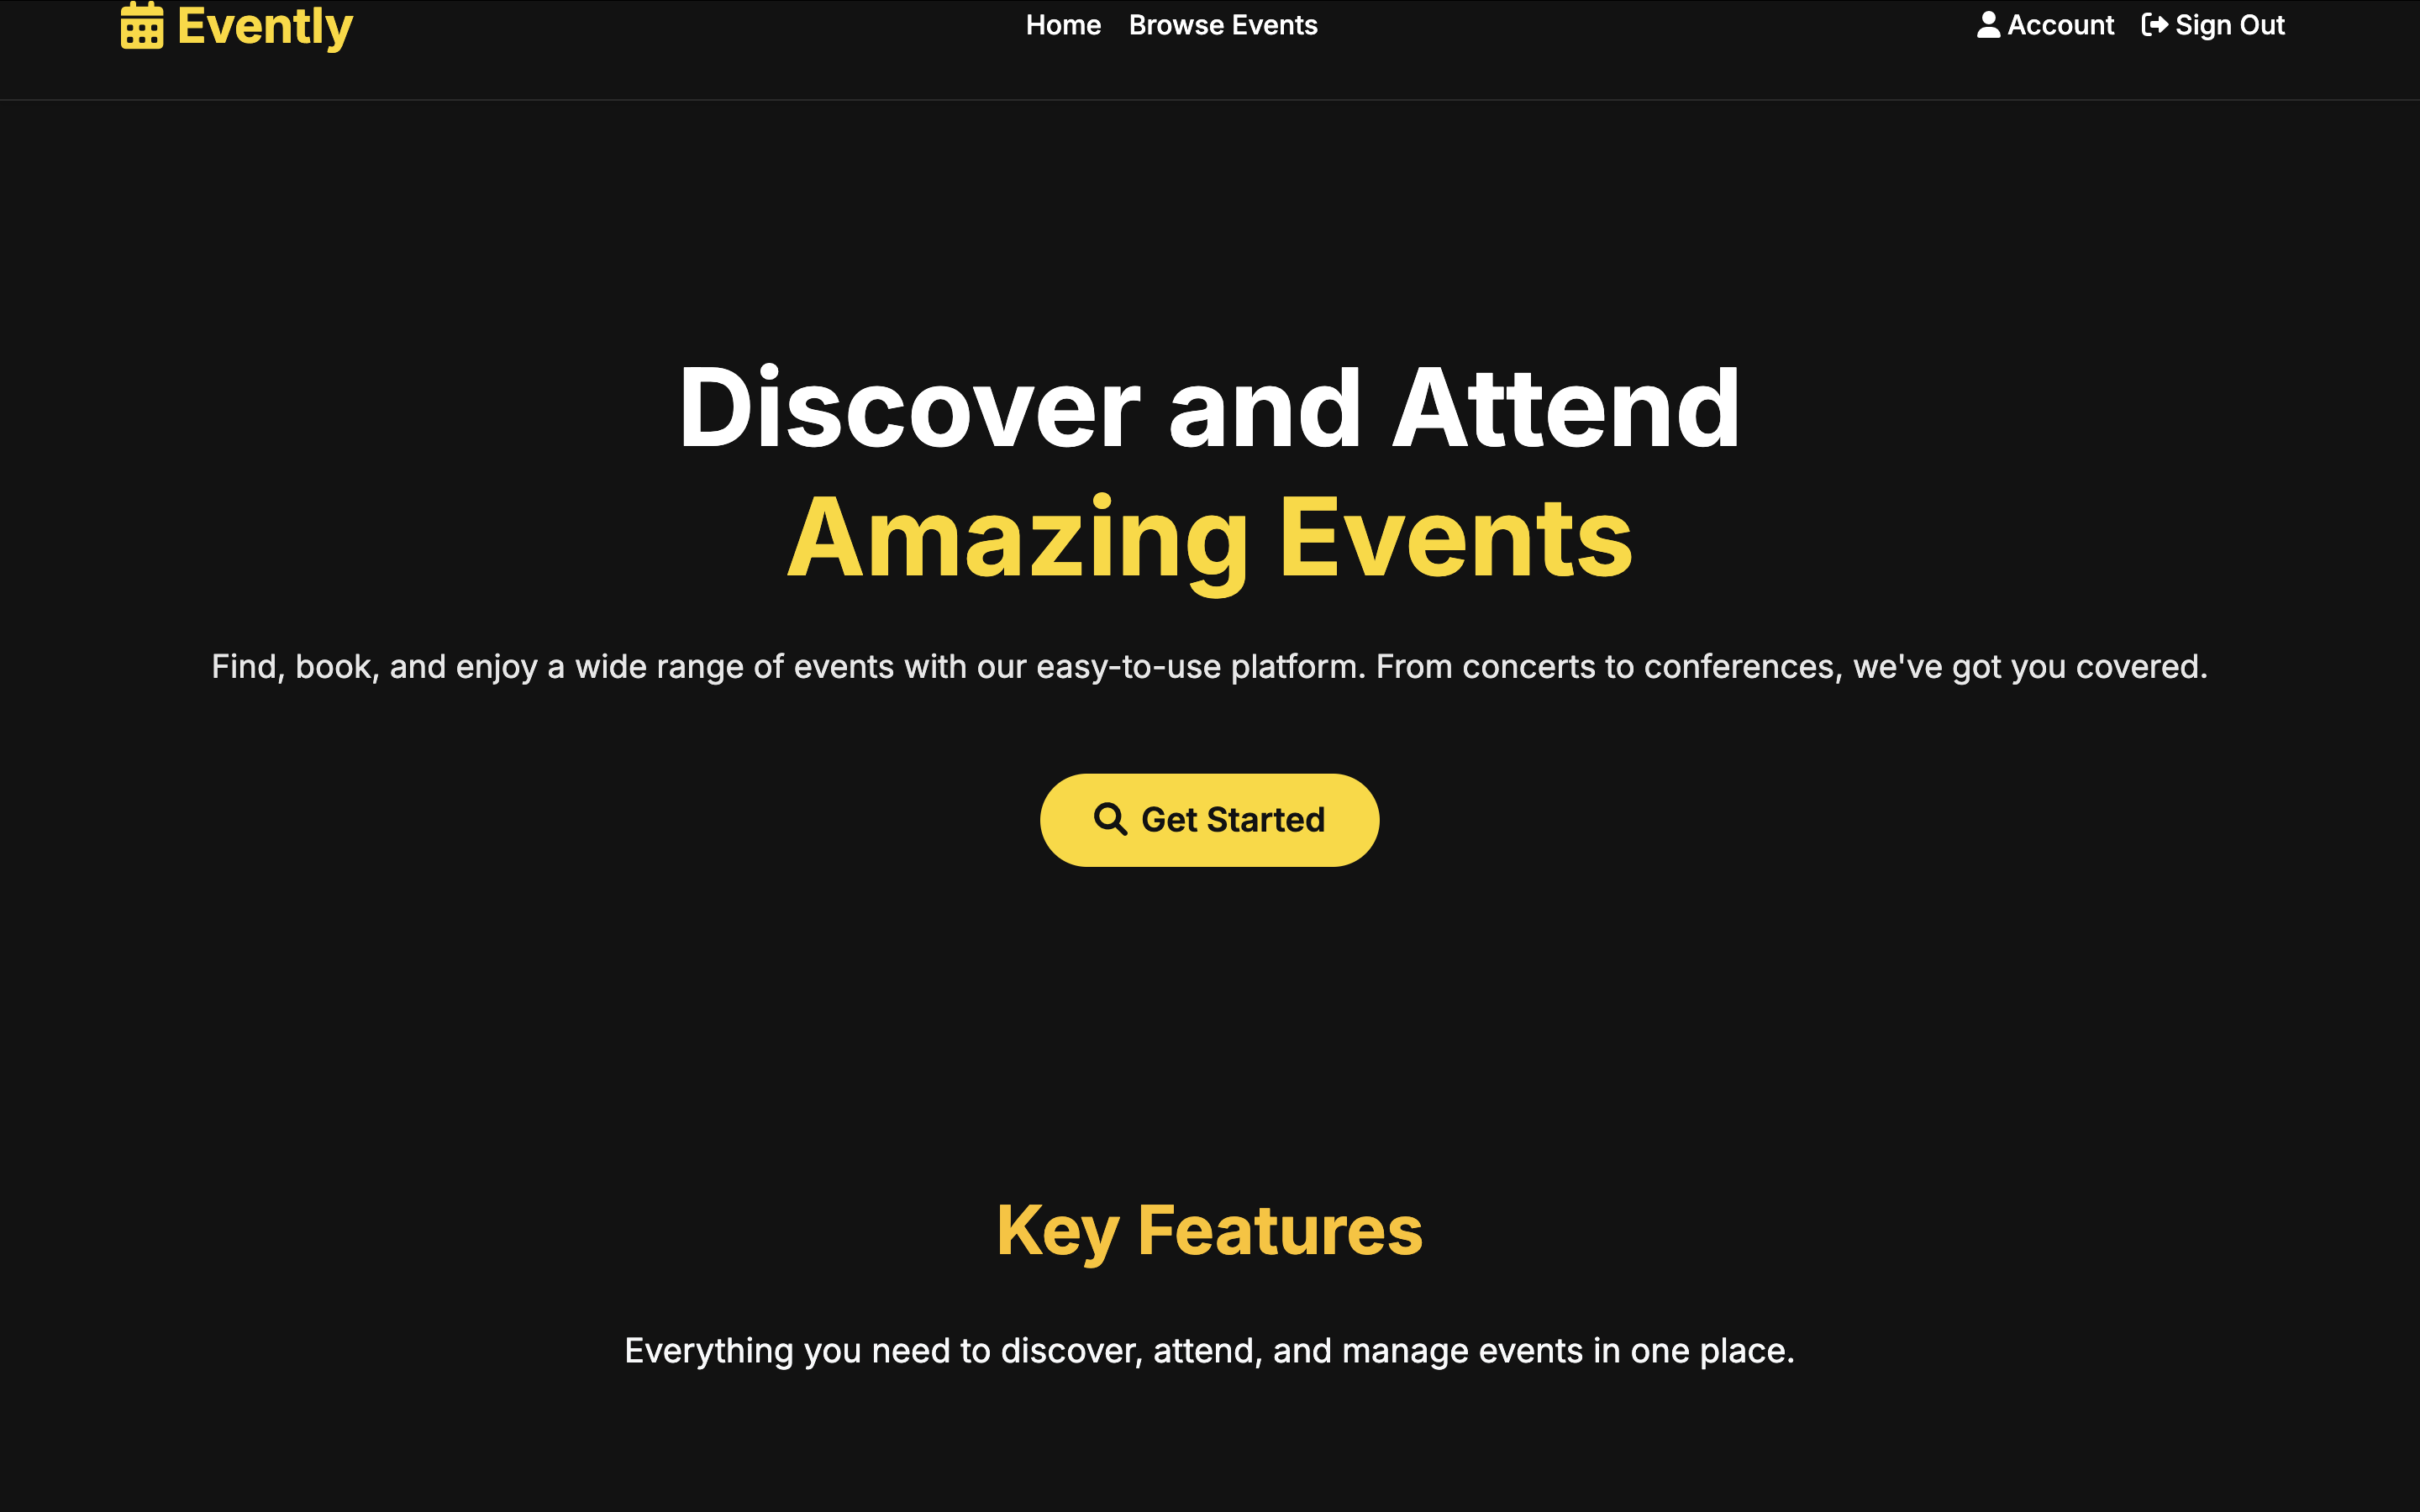 Evently
Home
Browse Events
Account
Sign Out
Discover and Attend
Amazing Events
Find, book, and enjoy a wide range of events with our easy-to-use platform. From concerts to conferences, we've got you covered.
Get Started
Key Features
Everything you need to discover, attend, and manage events in one place.